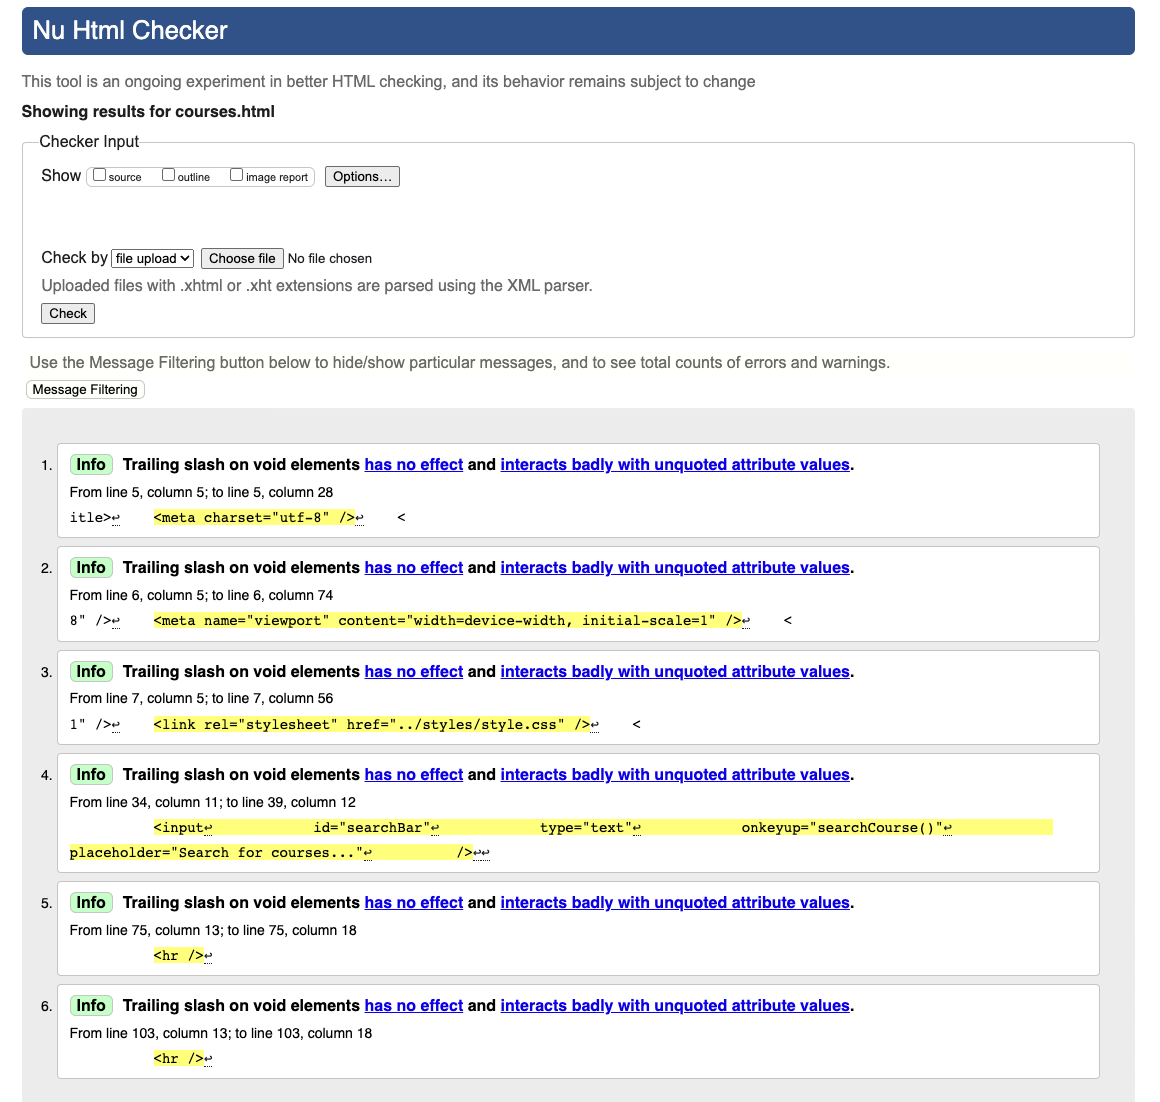 Nu Html Checker
This tool is an ongoing experiment in better HTML checking, and its behavior remains subject to change
Showing results for courses.html
Checker Input
Show source outline image report Options...
Check by file upload Choose file No file chosen
Uploaded files with .xhtml or .xht extensions are parsed using the XML parser.
Check
Use the Message Filtering button below to hide/show particular messages, and to see total counts of errors and warnings.
Message Filtering
1. Info Trailing slash on void elements has no effect and interacts badly with unquoted attribute values.
From line 5, column 5; to line 5, column 28
itle>↩    <meta charset="utf-8" />↩    <
2. Info Trailing slash on void elements has no effect and interacts badly with unquoted attribute values.
From line 6, column 5; to line 6, column 74
8" />↩    <meta name="viewport" content="width=device-width, initial-scale=1" />↩    <
3. Info Trailing slash on void elements has no effect and interacts badly with unquoted attribute values.
From line 7, column 5; to line 7, column 56
1" />↩    <link rel="stylesheet" href="../styles/style.css" />↩    <
4. Info Trailing slash on void elements has no effect and interacts badly with unquoted attribute values.
From line 34, column 11; to line 39, column 12
<input↩            id="searchBar"↩            type="text"↩            onkeyup="searchCourse()"↩
placeholder="Search for courses..."↩          />↩↩
5. Info Trailing slash on void elements has no effect and interacts badly with unquoted attribute values.
From line 75, column 13; to line 75, column 18
<hr />↩
6. Info Trailing slash on void elements has no effect and interacts badly with unquoted attribute values.
From line 103, column 13; to line 103, column 18
<hr />↩